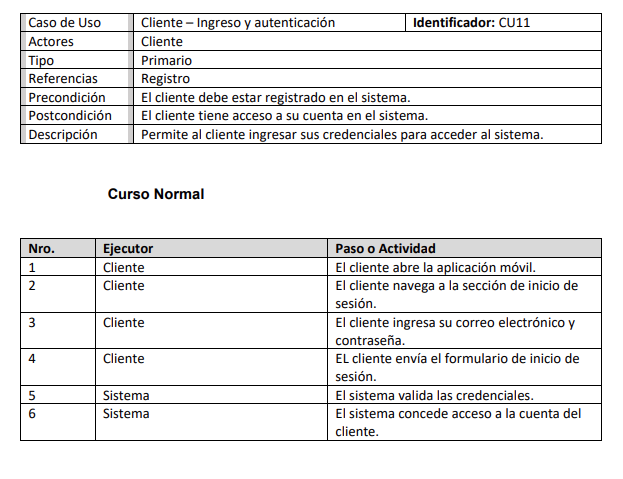 Caso de Uso Cliente – Ingreso y autenticación Identificador: CU11
Actores Cliente
Tipo Primario
Referencias Registro
Precondición El cliente debe estar registrado en el sistema.
Postcondición El cliente tiene acceso a su cuenta en el sistema.
Descripción Permite al cliente ingresar sus credenciales para acceder al sistema.
Curso Normal
Nro. Ejecutor Paso o Actividad
1 Cliente El cliente abre la aplicación móvil.
2 Cliente El cliente navega a la sección de inicio de
sesión.
3 Cliente El cliente ingresa su correo electrónico y
contraseña.
4 Cliente EL cliente envía el formulario de inicio de
sesión.
5 Sistema El sistema valida las credenciales.
6 Sistema El sistema concede acceso a la cuenta del
cliente.